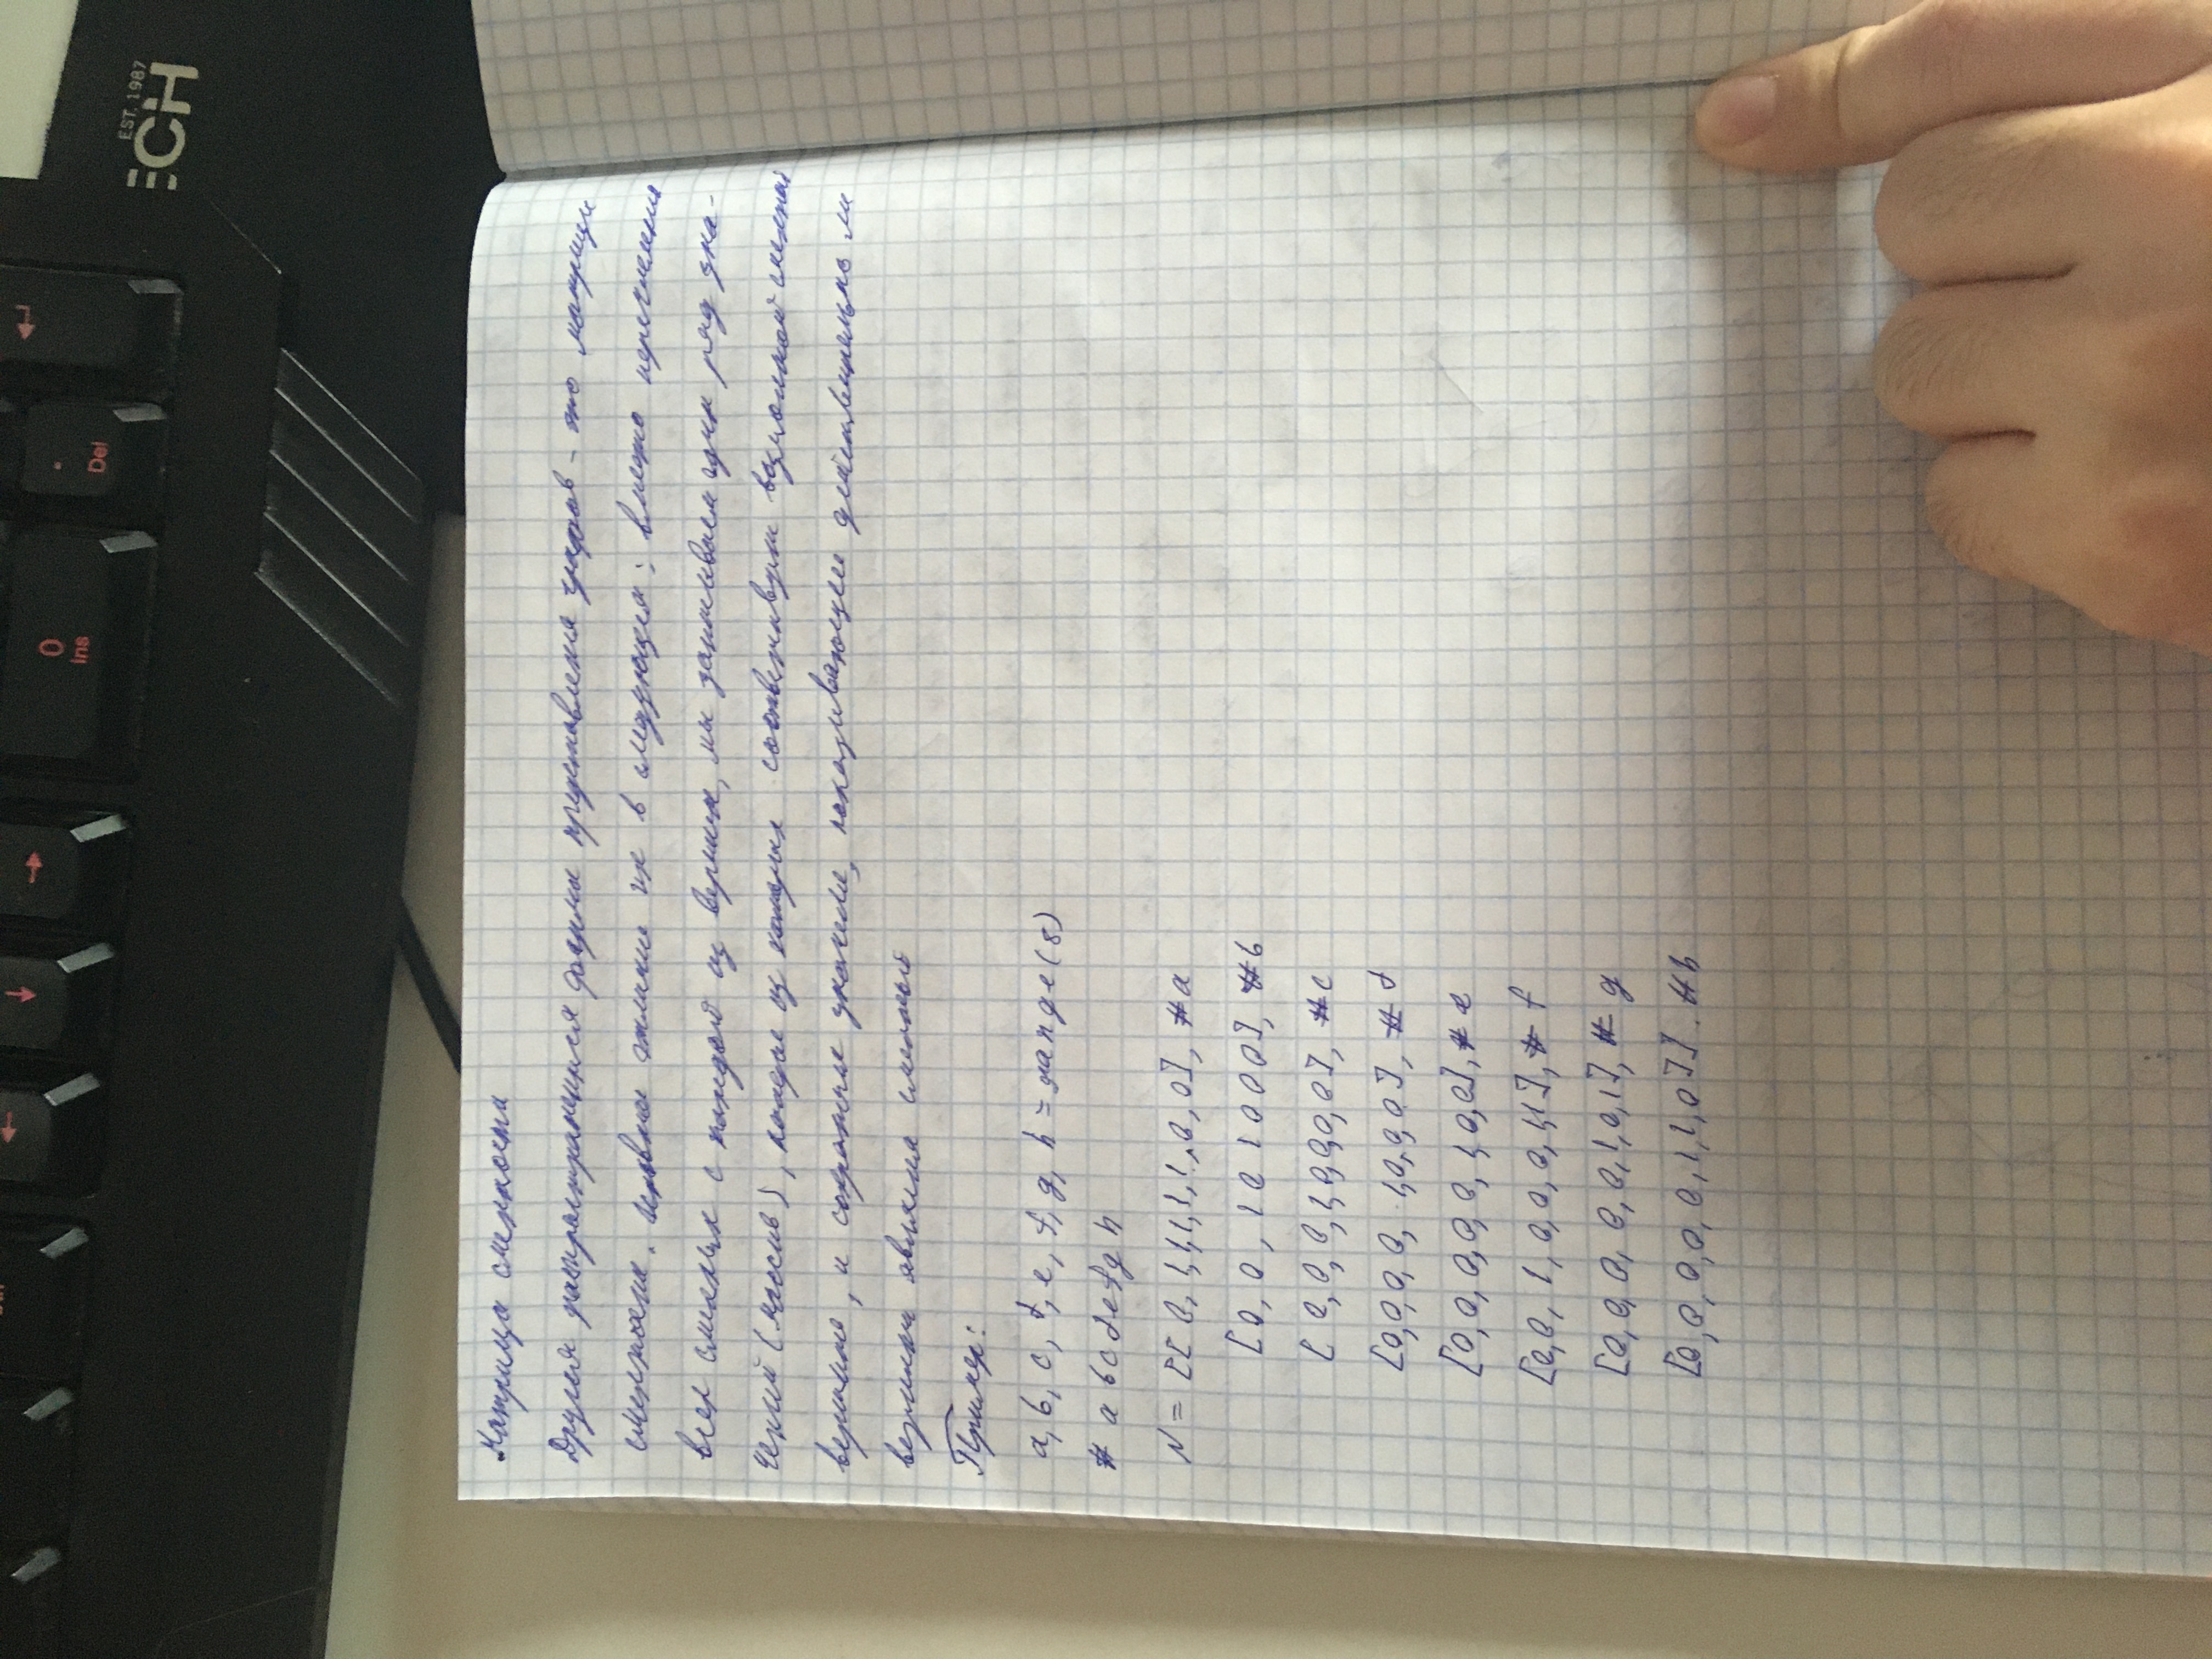 0
Ins
.
Del
EST. 1987
ECH
Матрица смежности
Другая распространенная форма представления графов - это матрицы
смежности. Основное отличие их в следующем: вместо перечисления
всех смежных с каждой из вершин, мы записываем один ряд зна-
чений (массив), каждое из которых соответствует возможной смежной
вершине, и сохраняем значение, показывающее действительно ли
вершина является смежной
Пример:
a, b, c, d, e, f, g, h = range(8)
# a b c d e f g h
N = [[ 0, 1,1,1,1,1,0,0], #a
[0, 0, 1 0 1 0 0 0], #b
[ 0,0,0,1,0,0,0,0], #c
[0,0,0,0, 1,0,0,0], # d
[0,0,0,0,0,1,0,0], # e
[0,0,1,0,0,0,1,1], # f
[0,0,0,0,0,1,0,1], # g
[0,0,0,0,0,1,1,0]]. #h